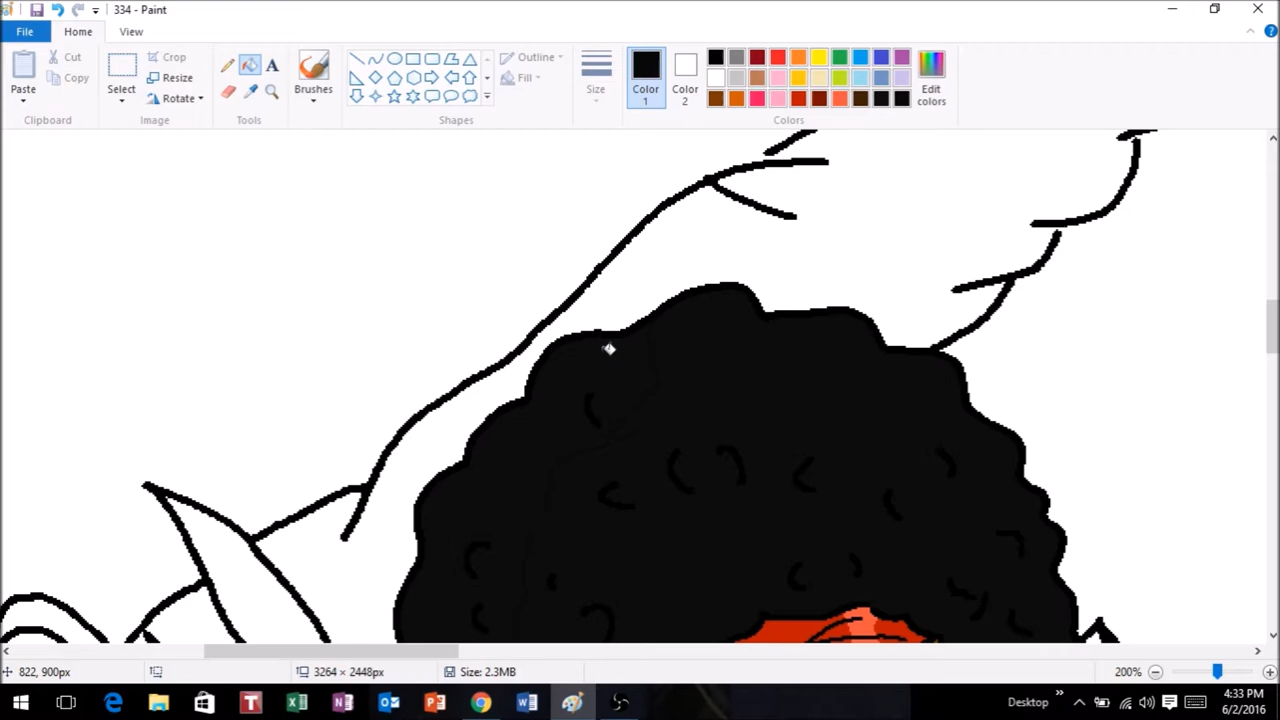 334 - Paint
File Home View
Paste
Cut
Copy
Clipboard
Select
Crop
Resize
Rotate
Image
A
Tools
Brushes
Outline
Fill
Shapes
Size
Color 1
Color 2
Edit colors
Colors
822, 900px 3264 × 2448px Size: 2.3MB 200%
Desktop 4:33 PM
6/2/2016